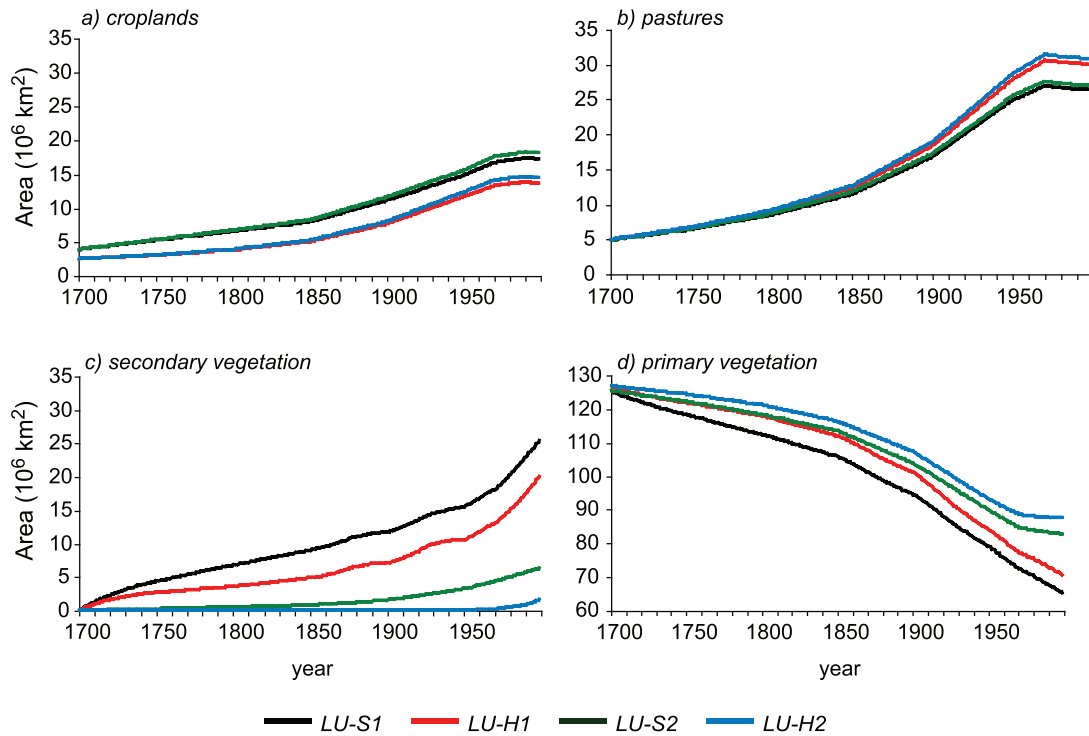 a) croplands
35
30
25
20
15
10
5
0
Area (10⁶ km²)
1700 1750 1800 1850 1900 1950
b) pastures
35
30
25
20
15
10
5
0
1700 1750 1800 1850 1900 1950
c) secondary vegetation
35
30
25
20
15
10
5
0
Area (10⁶ km²)
1700 1750 1800 1850 1900 1950
year
d) primary vegetation
130
120
110
100
90
80
70
60
1700 1750 1800 1850 1900 1950
year
LU-S1 LU-H1 LU-S2 LU-H2